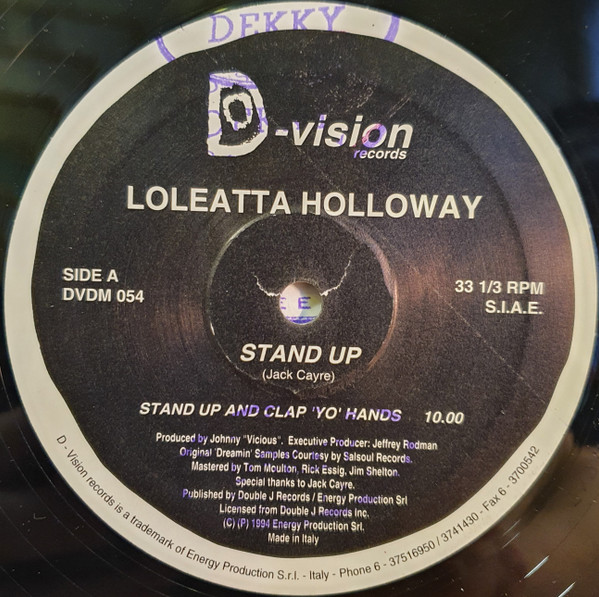 DEKKY
D-vision
records
LOLEATTA HOLLOWAY
SIDE A
DVDM 054
33 1/3 RPM
S.I.A.E.
STAND UP
(Jack Cayre)
STAND UP AND CLAP 'YO' HANDS 10.00
Produced by Johnny "Vicious". Executive Producer: Jeffrey Rodman
Original 'Dreamin' Samples Courtesy by Salsoul Records.
Mastered by Tom Moulton, Rick Essig, Jim Shelton.
Special thanks to Jack Cayre.
Published by Double J Records / Energy Production Srl
Licensed from Double J Records Inc.
(C) (P) 1994 Energy Production Srl.
Made in Italy
D - Vision records is a trademark of Energy Production S.r.l. - Italy - Phone 6 - 37516950 / 3741430 - Fax 6 - 3700542